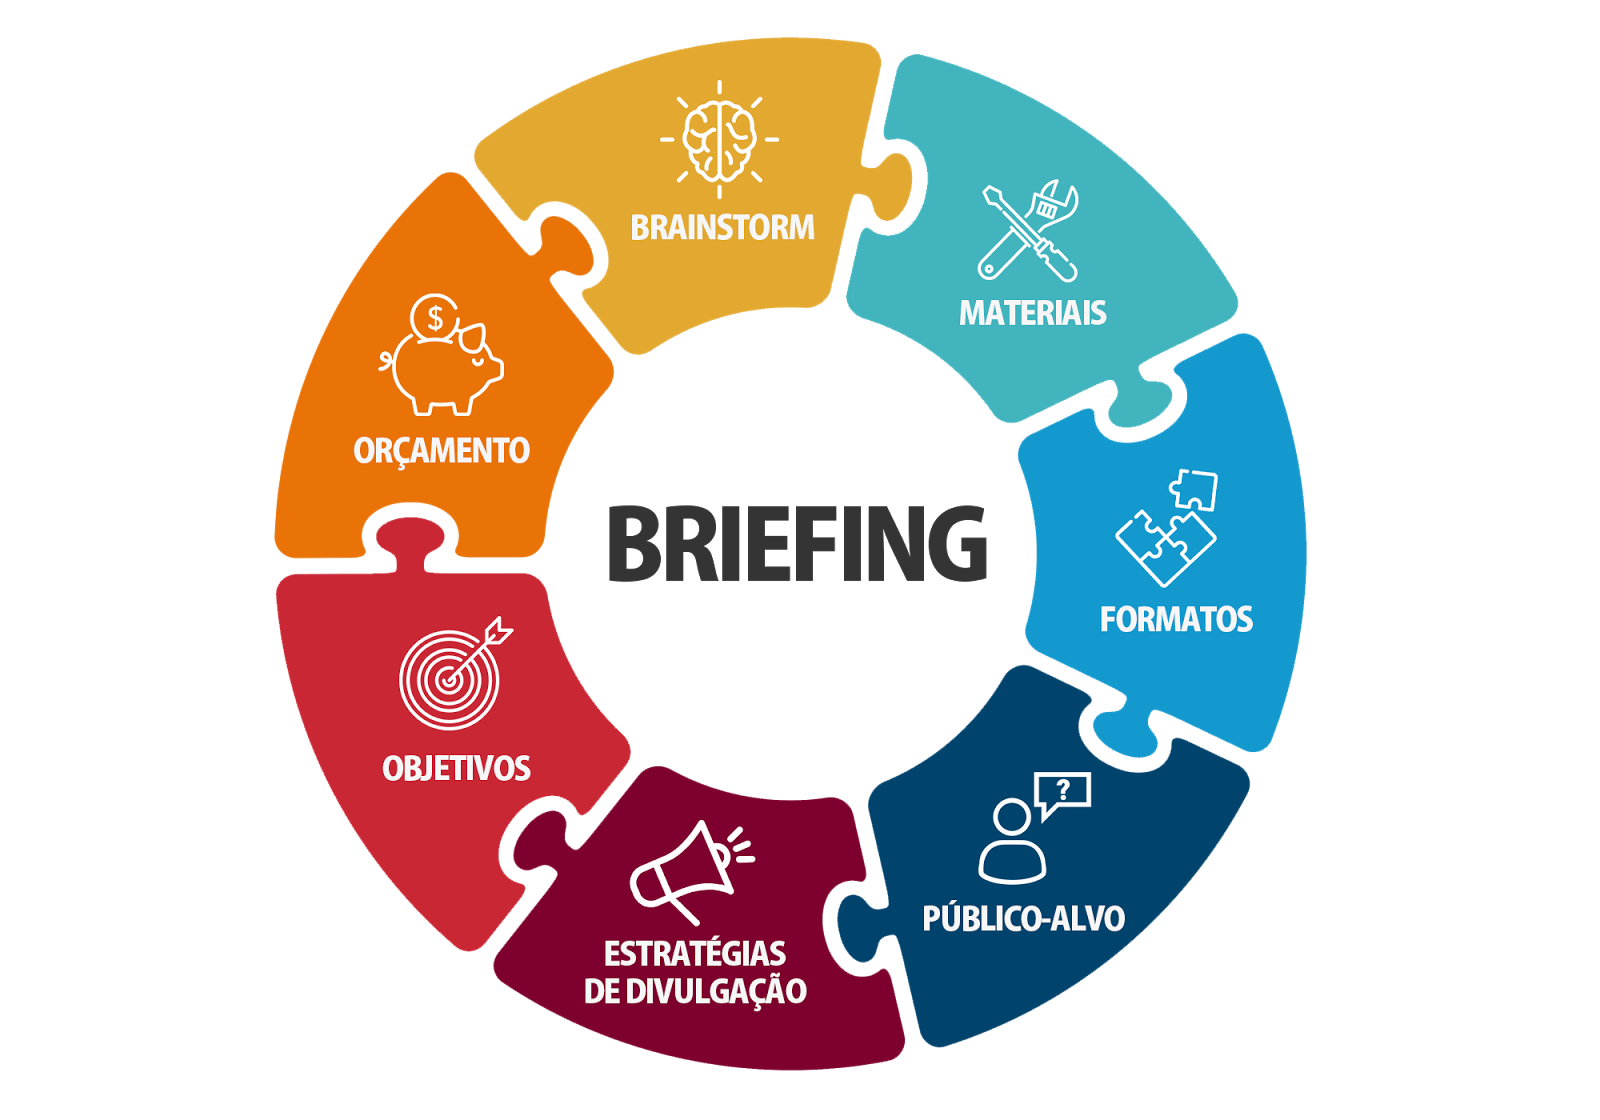 BRAINSTORM
MATERIAIS
$
ORÇAMENTO
BRIEFING
FORMATOS
OBJETIVOS
?
PÚBLICO-ALVO
ESTRATÉGIAS
DE DIVULGAÇÃO